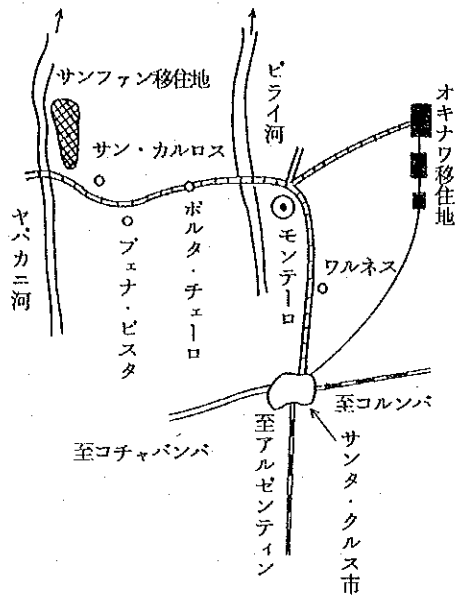 サンファン移住地
サン・カルロス
ヤパカニ河
ブェナ・ビスタ
ポルタ・チェーロ
ピライ河
モンテーロ
ワルネス
オキナワ移住地
至コルンバ
至コチャバンバ
至アルゼンティン
サンタ・クルス市